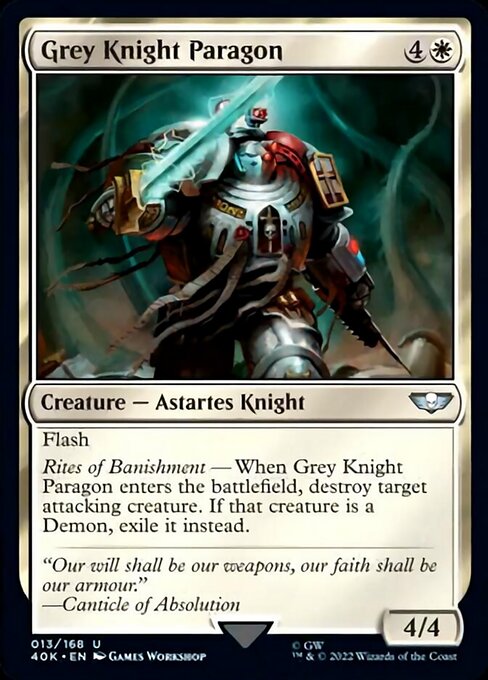 Grey Knight Paragon 4
Creature — Astartes Knight
Flash
Rites of Banishment — When Grey Knight
Paragon enters the battlefield, destroy target
attacking creature. If that creature is a
Demon, exile it instead.
“Our will shall be our weapons, our faith shall be
our armour.”
—Canticle of Absolution
4/4
013/168 U
40K • EN Games Workshop
© GW
™ & © 2022 Wizards of the Coast